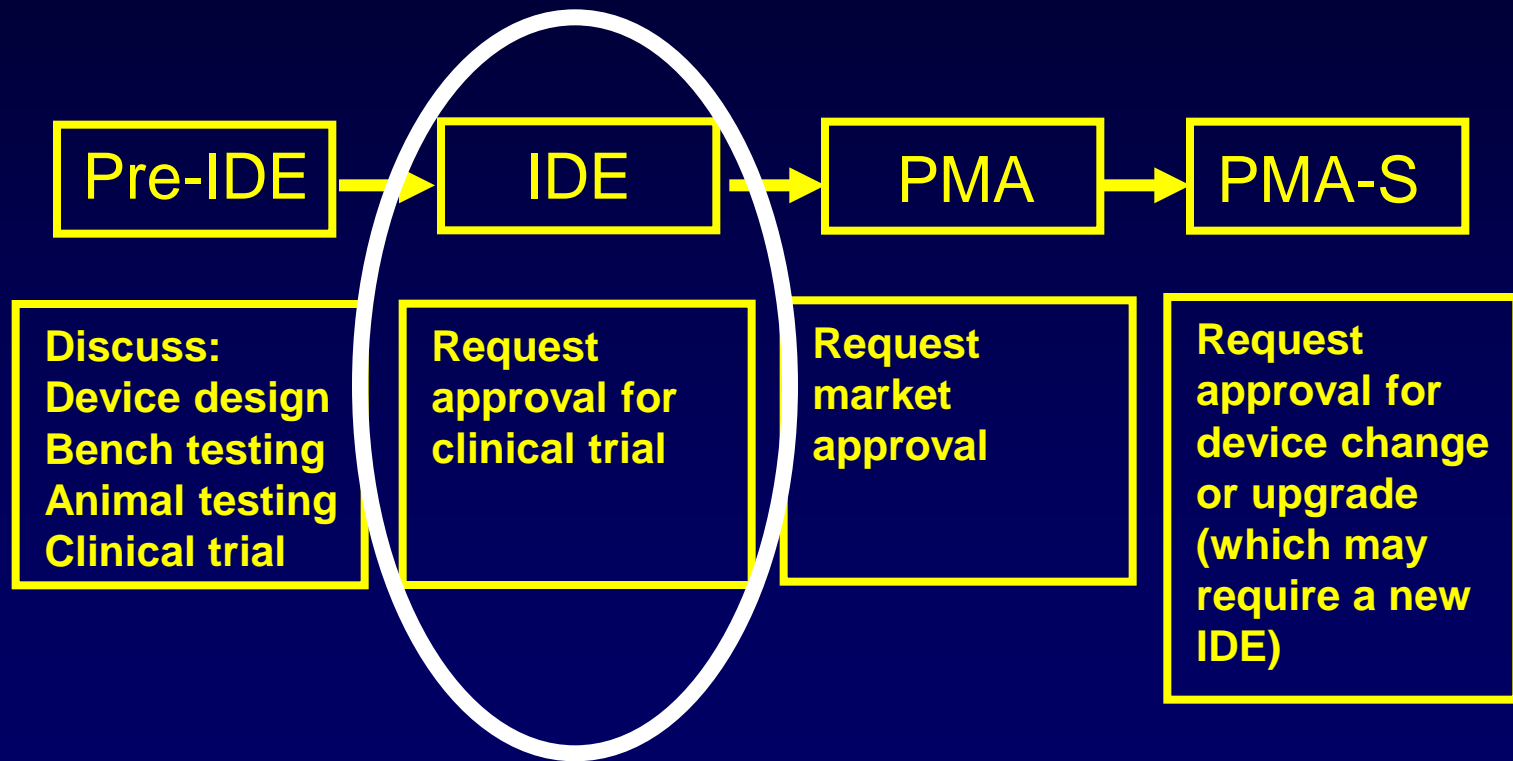 Pre-IDE
IDE
PMA
PMA-S
Discuss:
Device design
Bench testing
Animal testing
Clinical trial
Request
approval for
clinical trial
Request
market
approval
Request
approval for
device change
or upgrade
(which may
require a new
IDE)